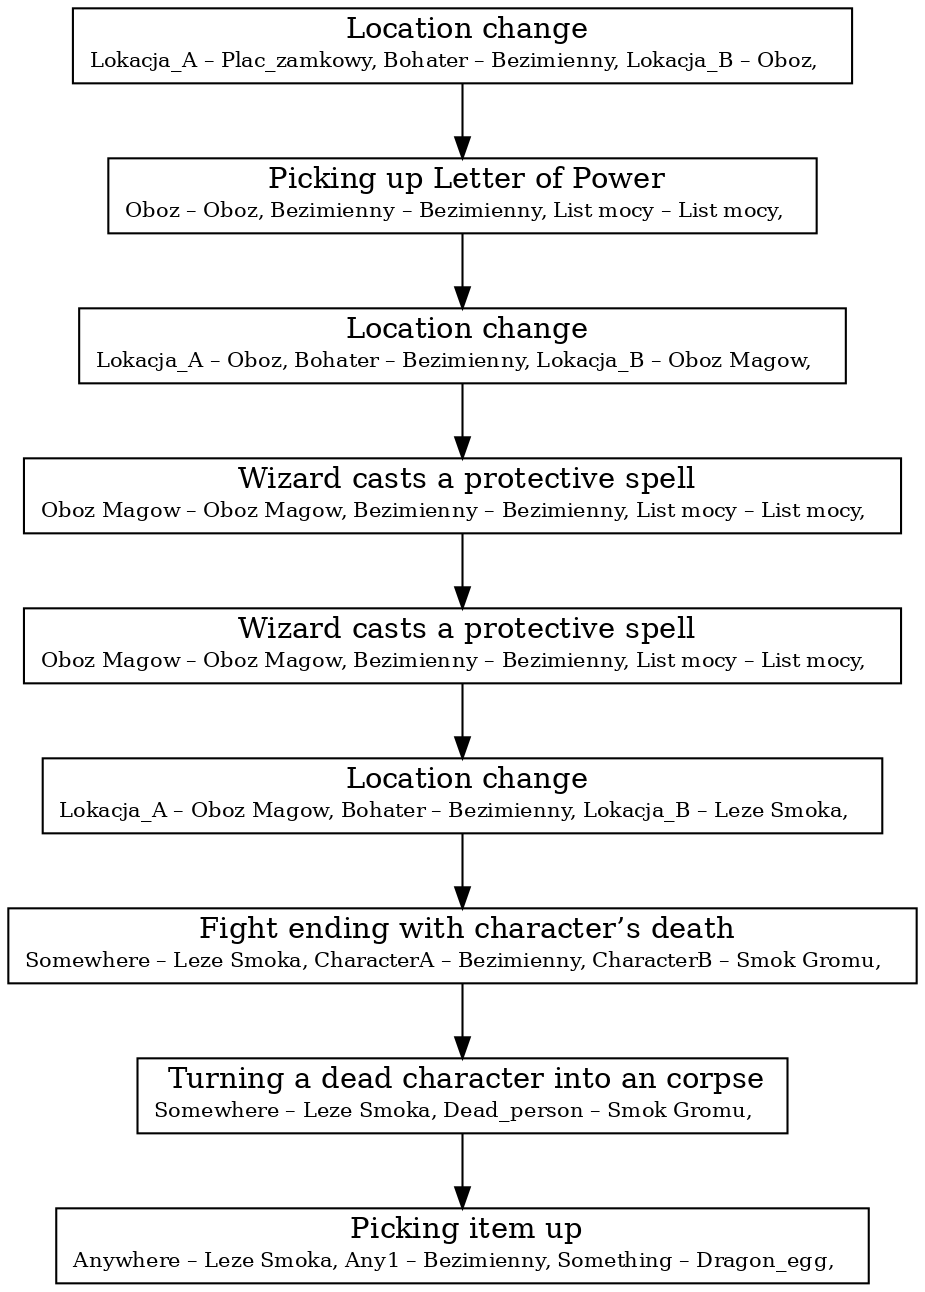 Location change
Lokacja_A – Plac_zamkowy, Bohater – Bezimienny, Lokacja_B – Oboz,
Picking up Letter of Power
Oboz – Oboz, Bezimienny – Bezimienny, List mocy – List mocy,
Location change
Lokacja_A – Oboz, Bohater – Bezimienny, Lokacja_B – Oboz Magow,
Wizard casts a protective spell
Oboz Magow – Oboz Magow, Bezimienny – Bezimienny, List mocy – List mocy,
Wizard casts a protective spell
Oboz Magow – Oboz Magow, Bezimienny – Bezimienny, List mocy – List mocy,
Location change
Lokacja_A – Oboz Magow, Bohater – Bezimienny, Lokacja_B – Leze Smoka,
Fight ending with character’s death
Somewhere – Leze Smoka, CharacterA – Bezimienny, CharacterB – Smok Gromu,
Turning a dead character into an corpse
Somewhere – Leze Smoka, Dead_person – Smok Gromu,
Picking item up
Anywhere – Leze Smoka, Any1 – Bezimienny, Something – Dragon_egg,